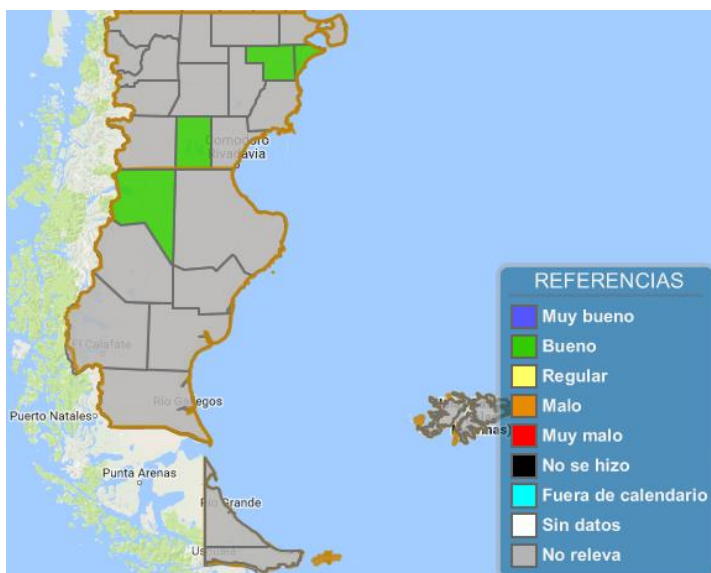 Comodoro
Rivadavia
REFERENCIAS
Muy bueno
Bueno
Regular
Malo
Muy malo
No se hizo
Fuera de calendario
Sin datos
No releva
El Calafate
Río Gallegos
Puerto Natales
Punta Arenas
Río Grande
Ushuaia